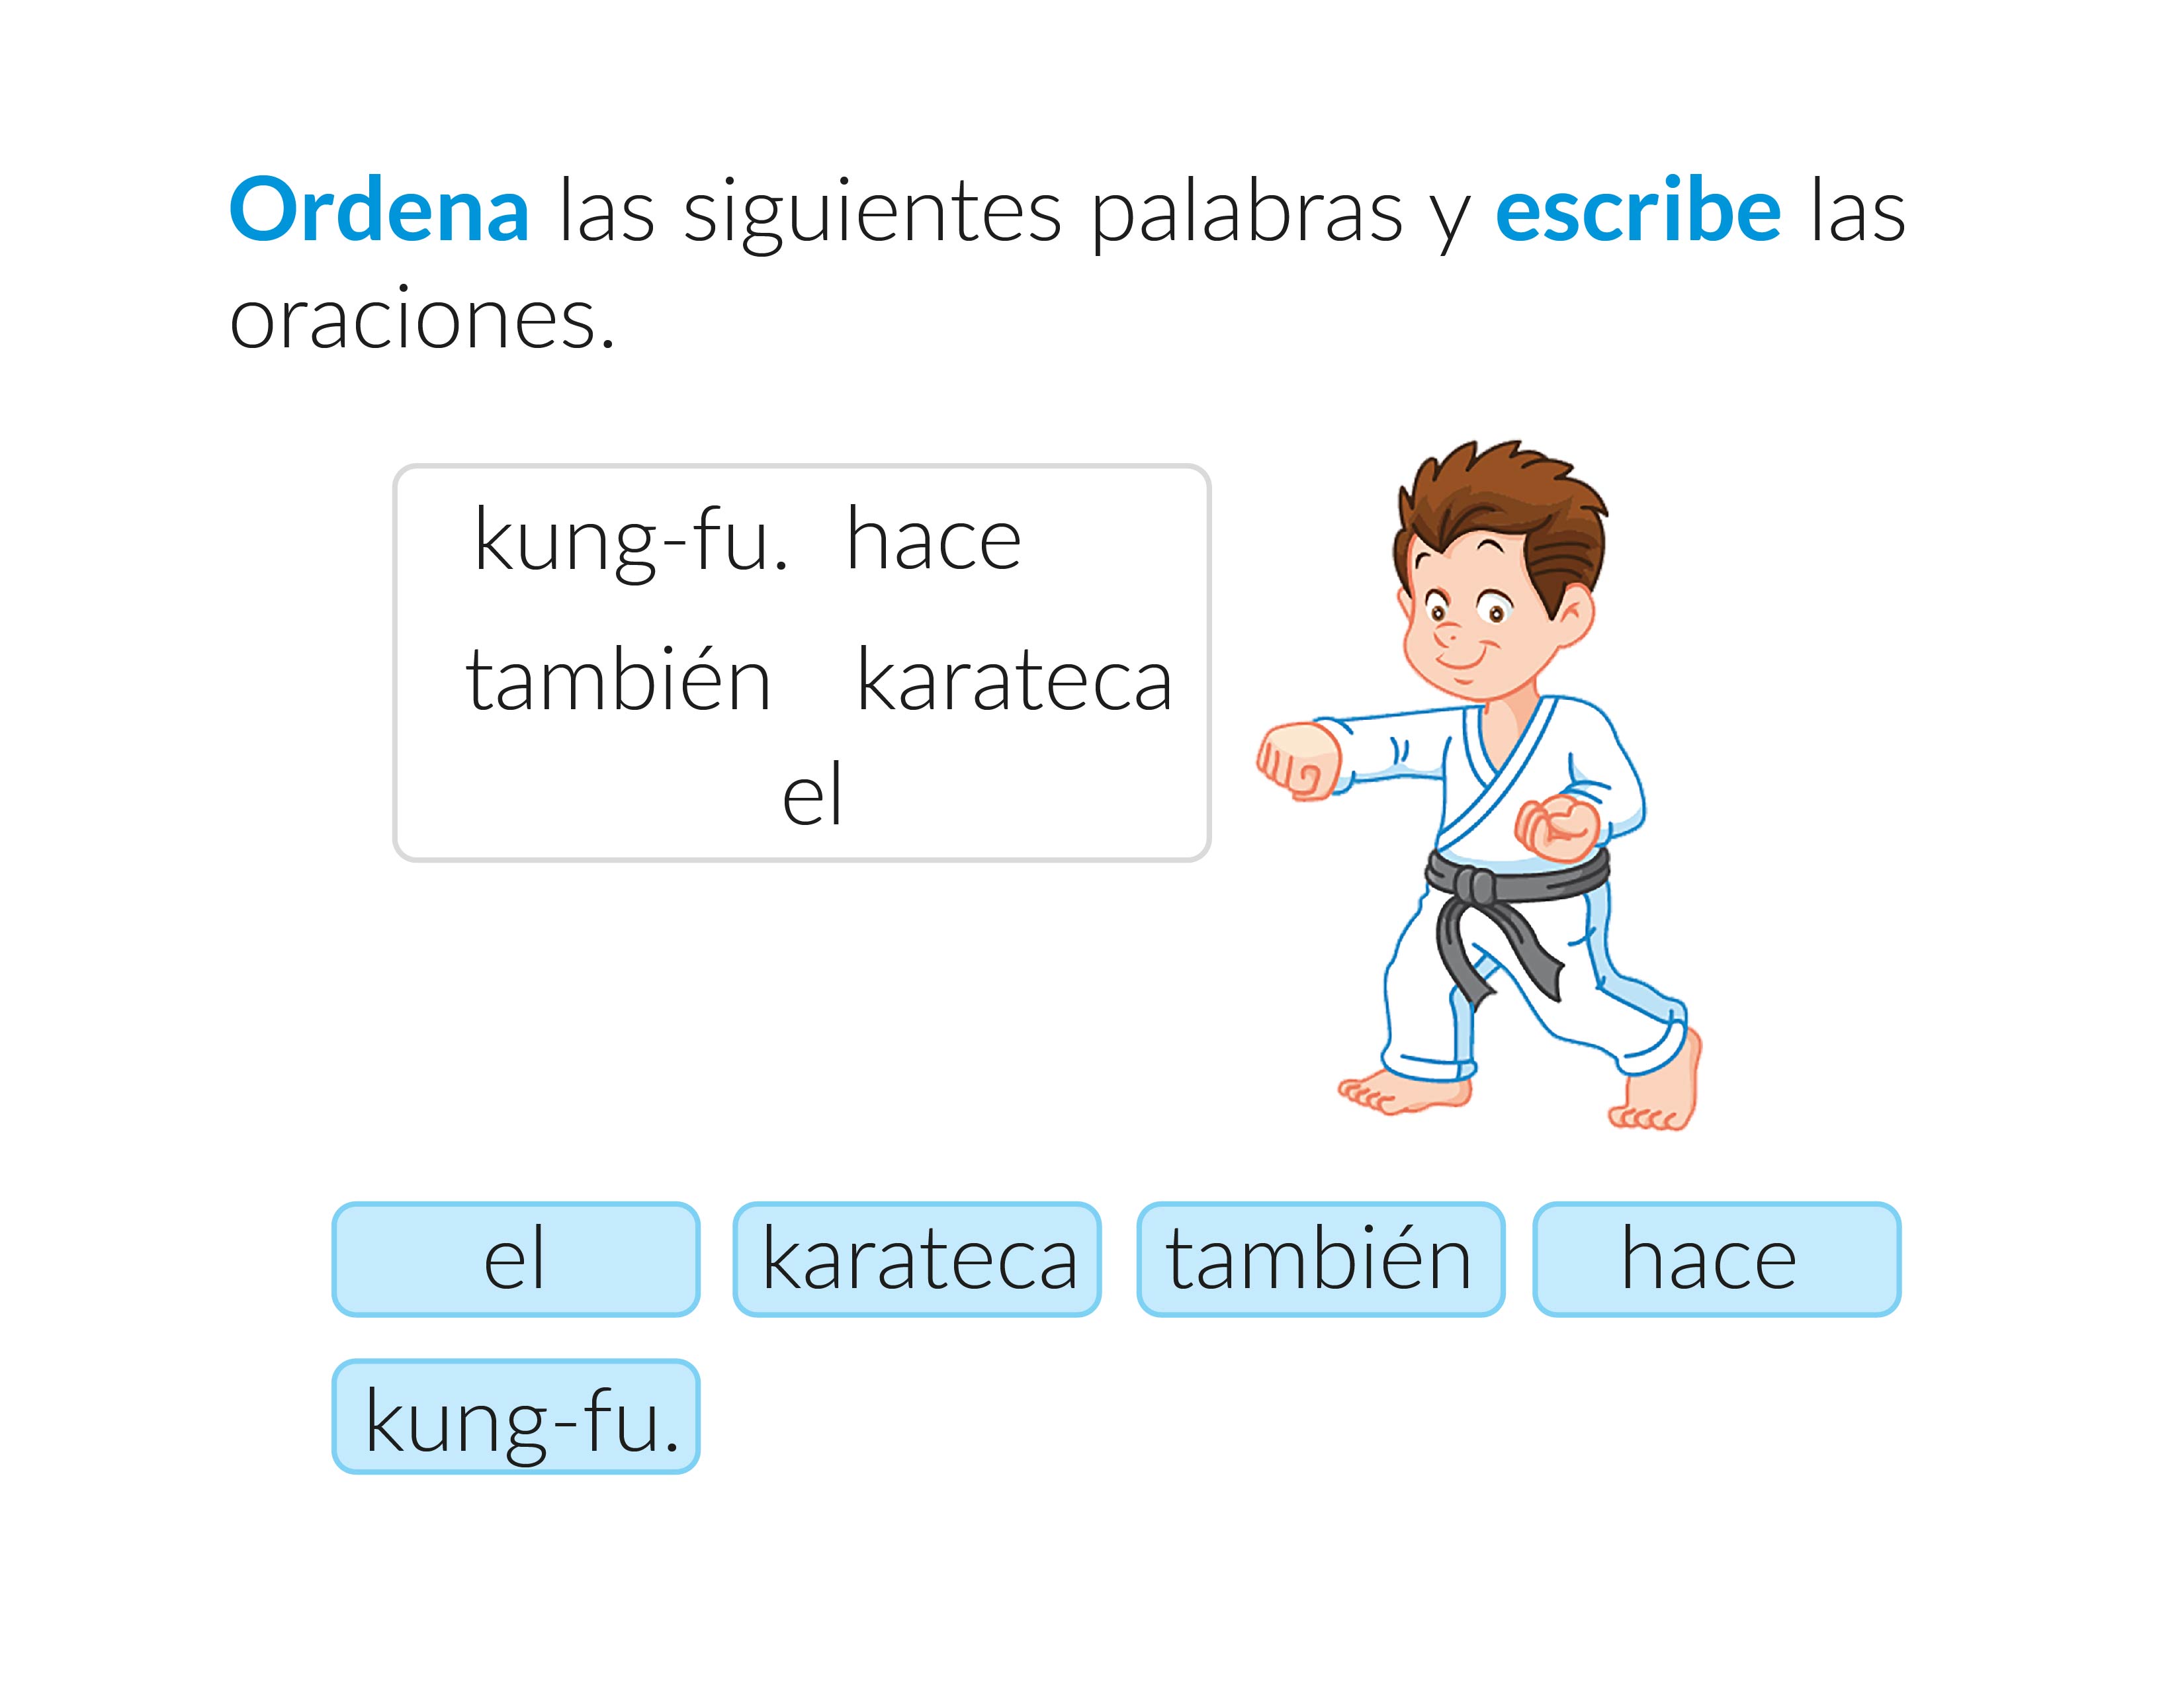 Ordena las siguientes palabras y escribe las
oraciones.
kung-fu. hace
también karateca
el
el karateca también hace
kung-fu.